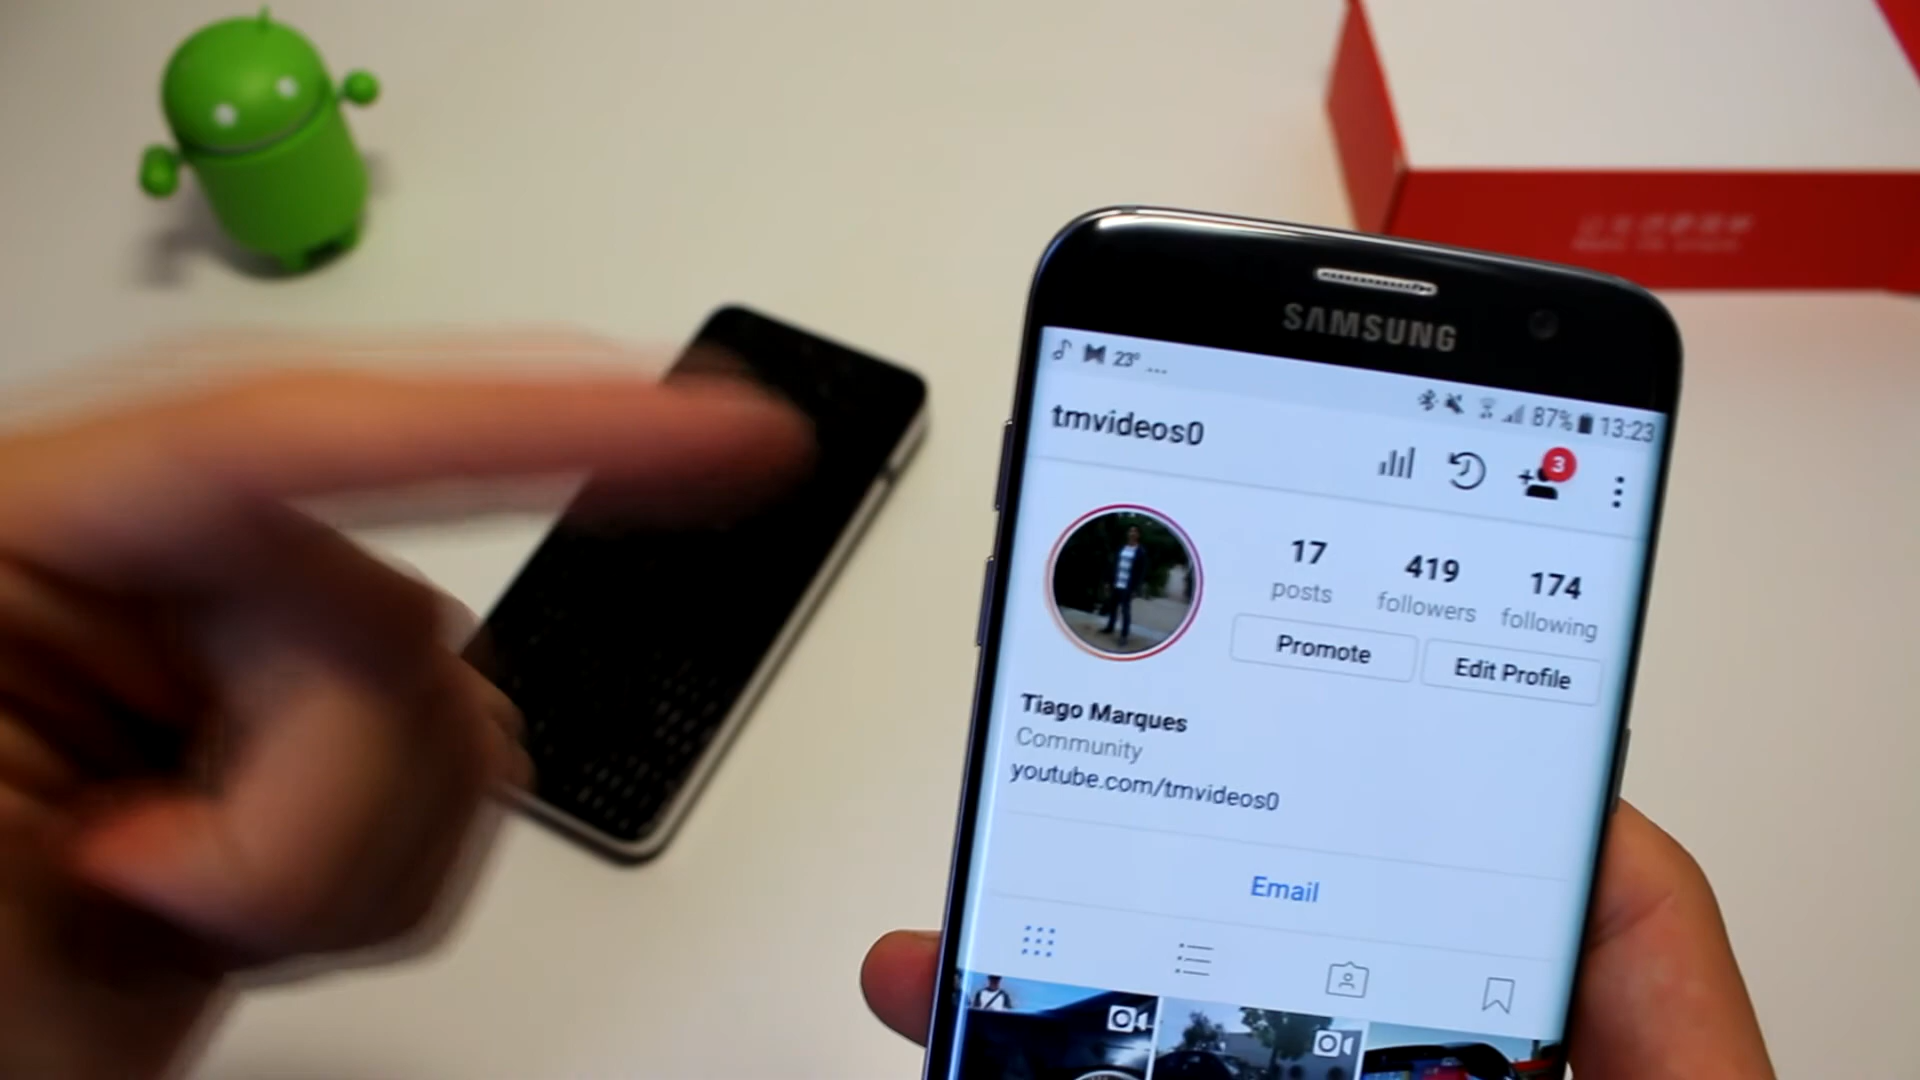 SAMSUNG
23° ...
87% 13:23
tmvideos0
3
17 419 174
posts followers following
Promote Edit Profile
Tiago Marques
Community
youtube.com/tmvideos0
Email